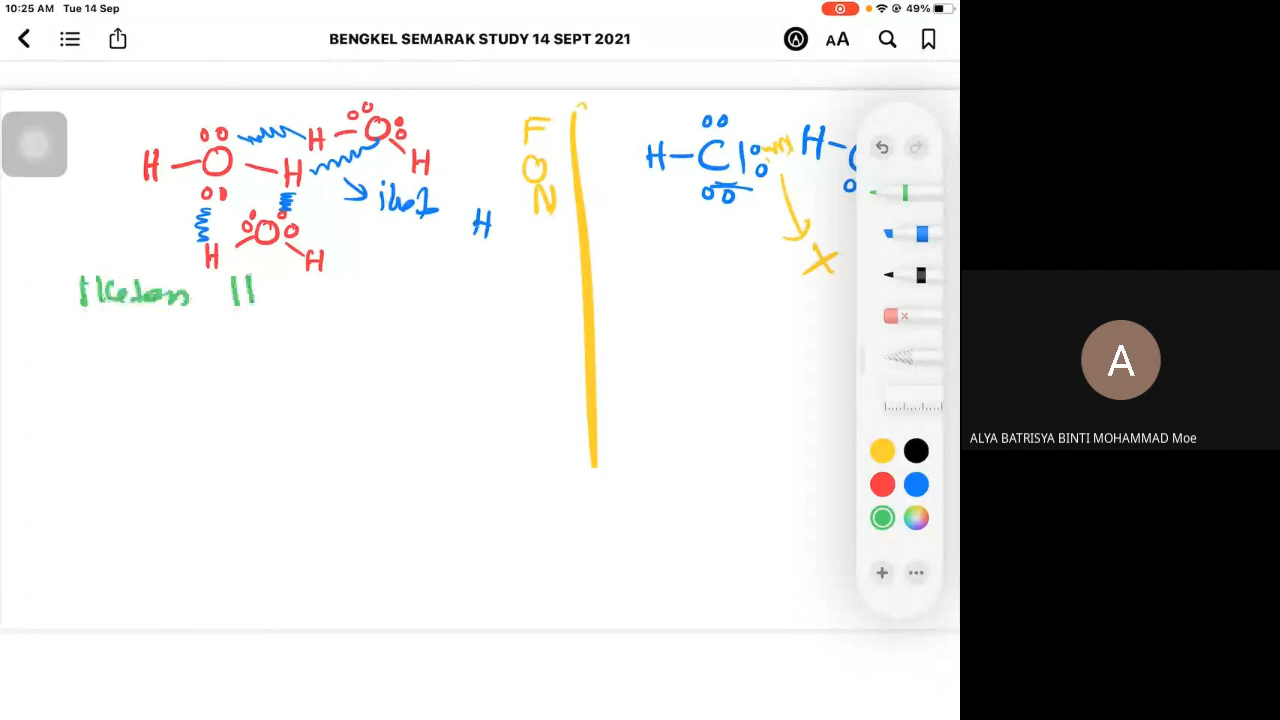 10:25 AM Tue 14 Sep
49%
BENGKEL SEMARAK STUDY 14 SEPT 2021
AA
H O H
H O H
H O H
H
F
O
N
H Cl H
X
A
ALYA BATRISYA BINTI MOHAMMAD Moe